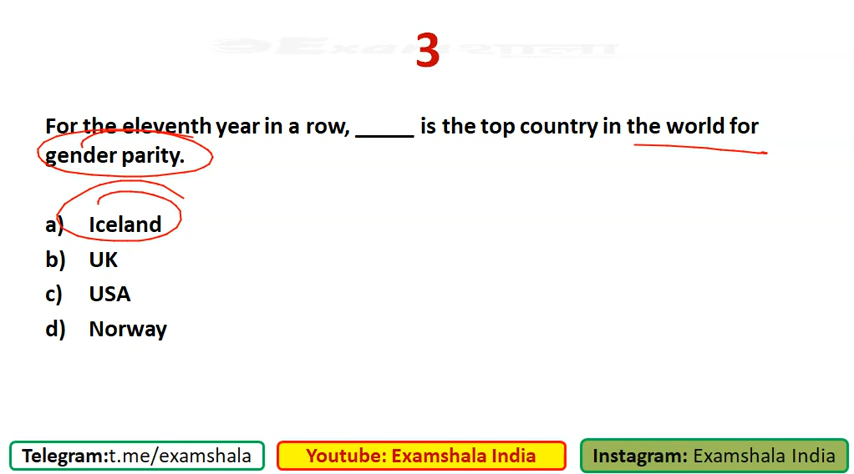 Examशाला
3
For the eleventh year in a row, _____ is the top country in the world for
gender parity.
a) Iceland
b) UK
c) USA
d) Norway
Telegram:t.me/examshala
Youtube: Examshala India
Instagram: Examshala India